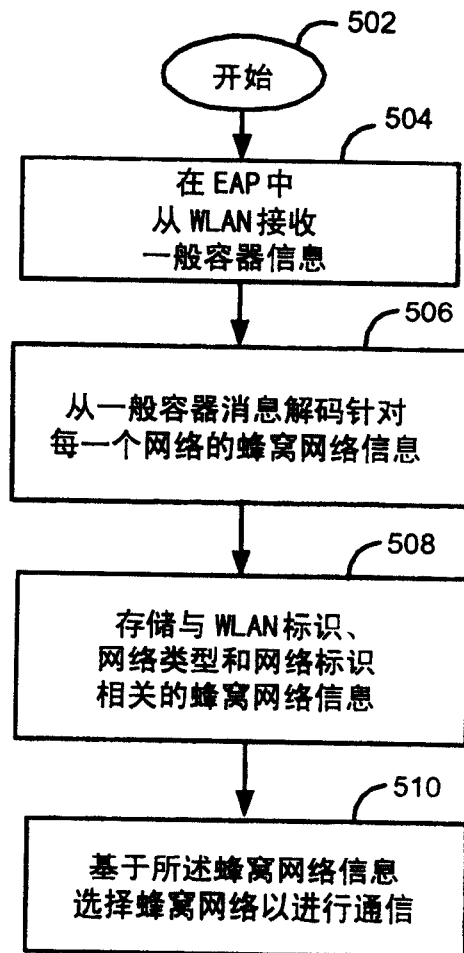 502
开始
504
在 EAP 中
从 WLAN 接收
一般容器信息
506
从一般容器消息解码针对
每一个网络的蜂窝网络信息
508
存储与 WLAN 标识、
网络类型和网络标识
相关的蜂窝网络信息
510
基于所述蜂窝网络信息
选择蜂窝网络以进行通信